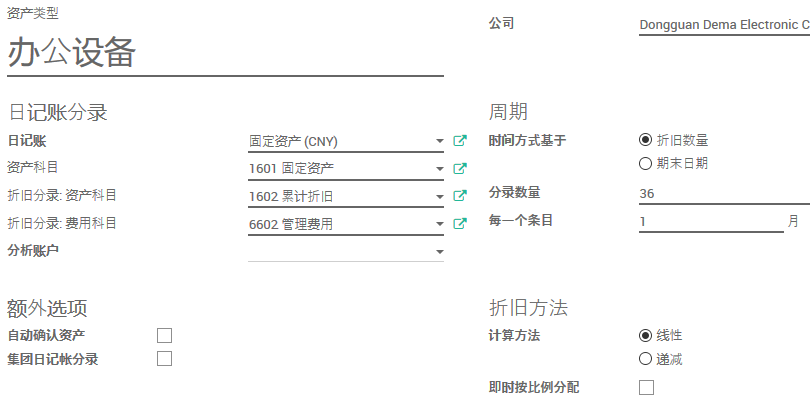 资产类型
办公设备
公司 Dongguan Dema Electronic C
日记账分录
日记账 固定资产 (CNY)
资产科目 1601 固定资产
折旧分录: 资产科目 1602 累计折旧
折旧分录: 费用科目 6602 管理费用
分析账户
周期
时间方式基于 折旧数量
期末日期
分录数量 36
每一个条目 1 月
额外选项
自动确认资产
集团日记帐分录
折旧方法
计算方法 线性
递减
即时按比例分配